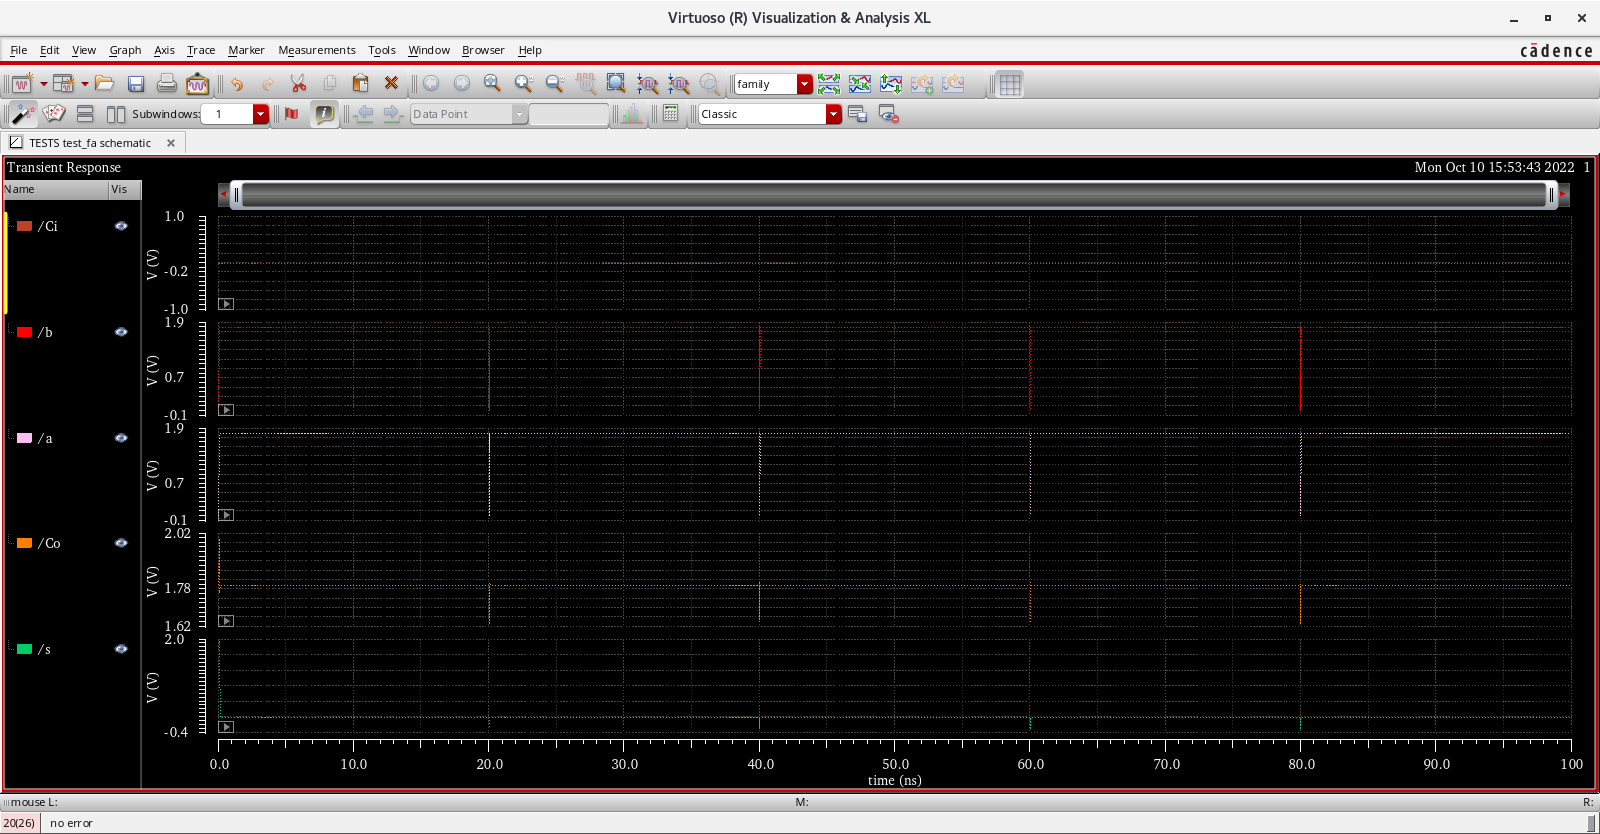 Virtuoso (R) Visualization & Analysis XL
File Edit View Graph Axis Trace Marker Measurements Tools Window Browser Help
cādence
family
Subwindows: 1
Data Point
Classic
TESTS test_fa schematic
Transient Response
Mon Oct 10 15:53:43 2022 1
Name Vis
/Ci
V (V)
1.0
-0.2
-1.0
/b
V (V)
1.9
0.7
-0.1
/a
V (V)
1.9
0.7
-0.1
/Co
V (V)
2.02
1.78
1.62
/s
V (V)
2.0
-0.4
0.0 10.0 20.0 30.0 40.0 50.0 60.0 70.0 80.0 90.0 100
time (ns)
mouse L: M: R:
20(26) no error